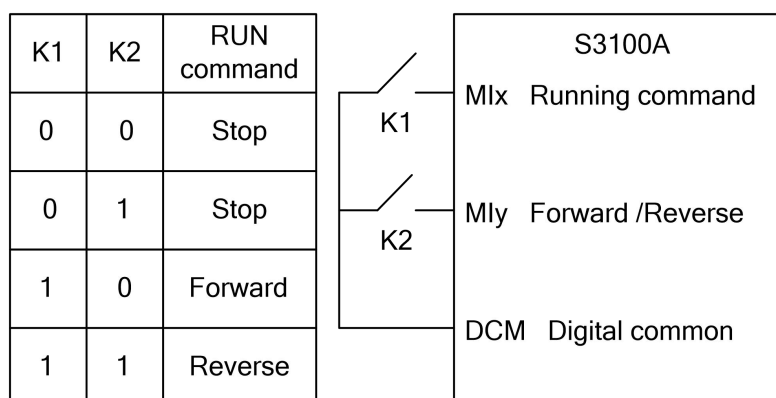 K1 K2 RUN command
0 0 Stop
0 1 Stop
1 0 Forward
1 1 Reverse
S3100A
MIx Running command
K1
MIy Forward /Reverse
K2
DCM Digital common